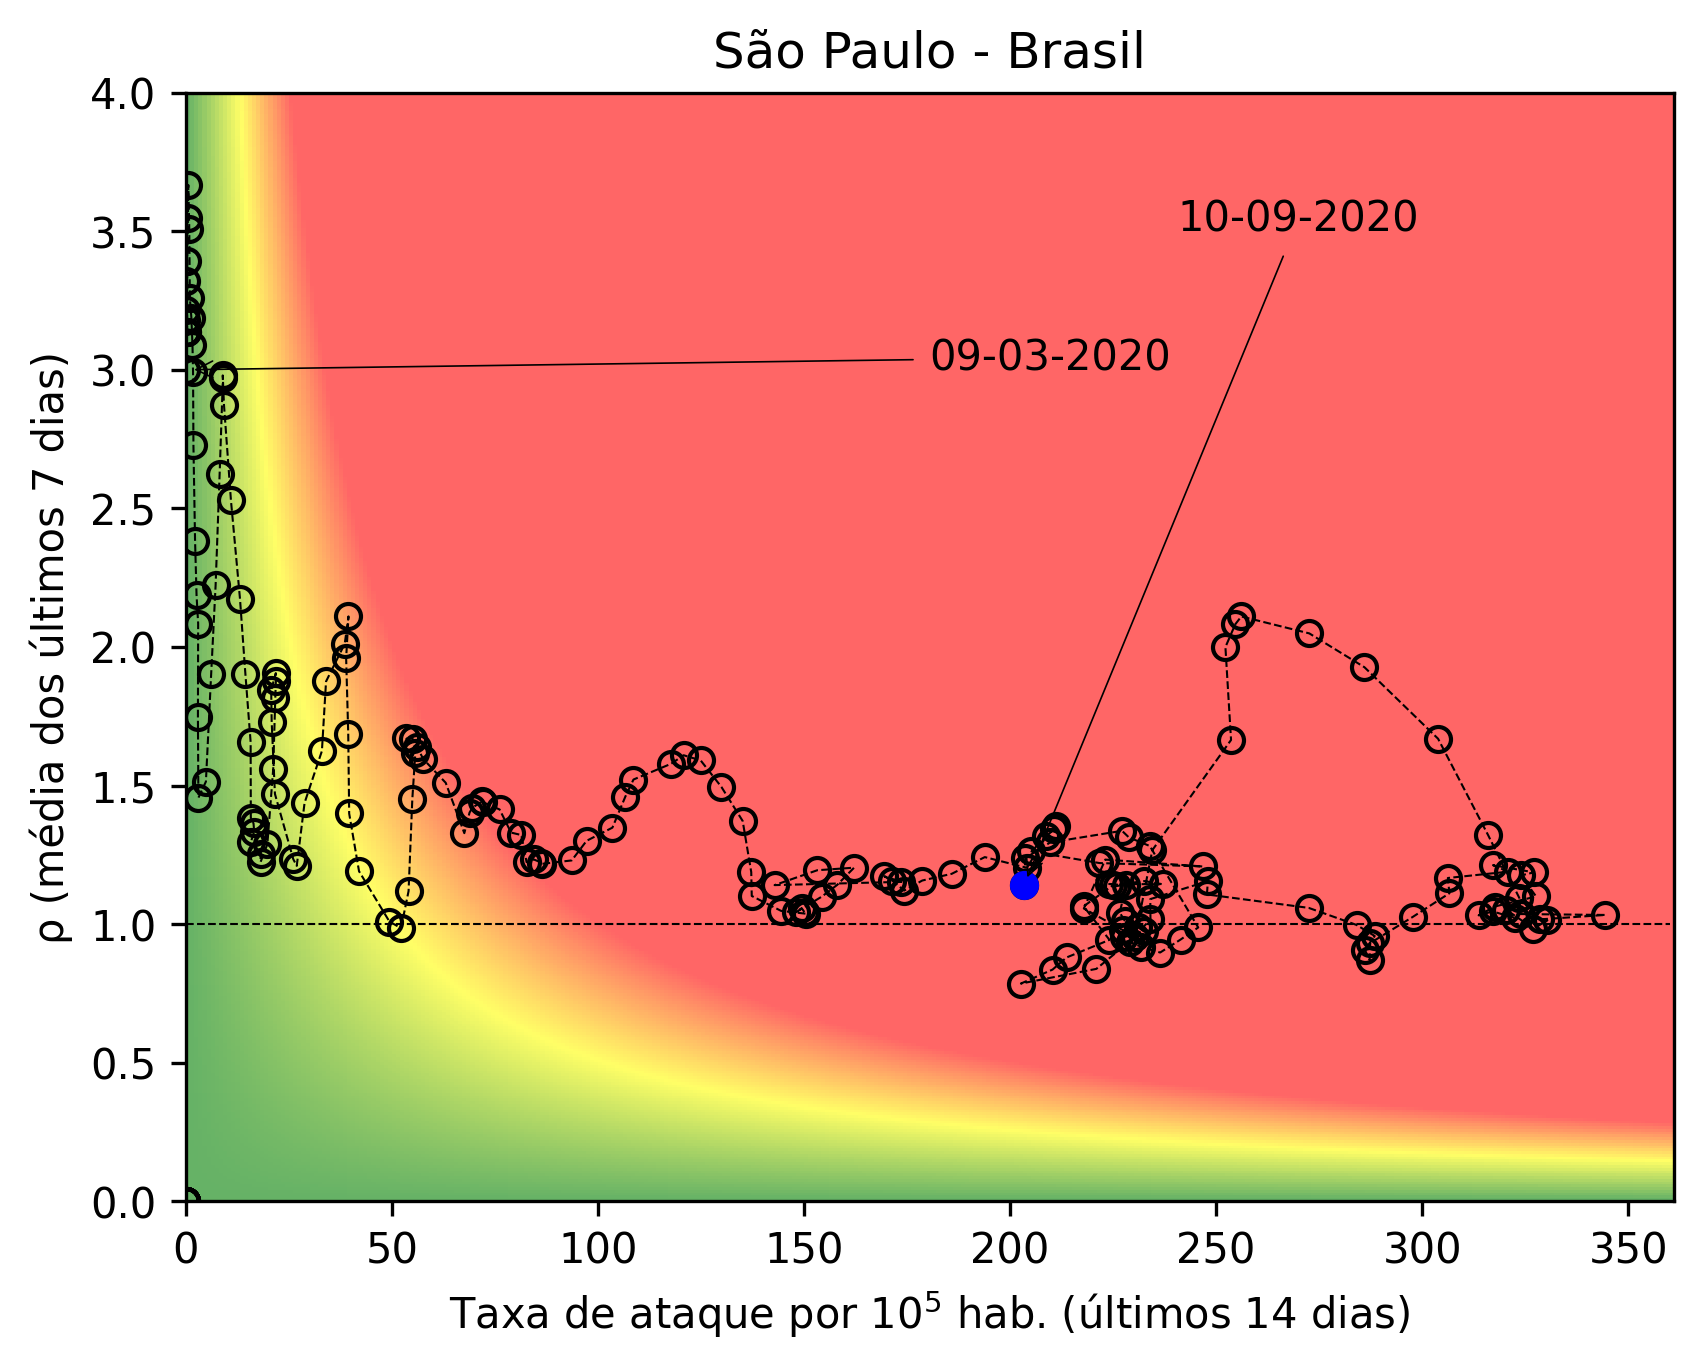 São Paulo - Brasil
4.0
3.5
3.0
2.5
2.0
1.5
1.0
0.5
0.0
ρ (média dos últimos 7 dias)
10-09-2020
09-03-2020
0 50 100 150 200 250 300 350
Taxa de ataque por 10⁵ hab. (últimos 14 dias)